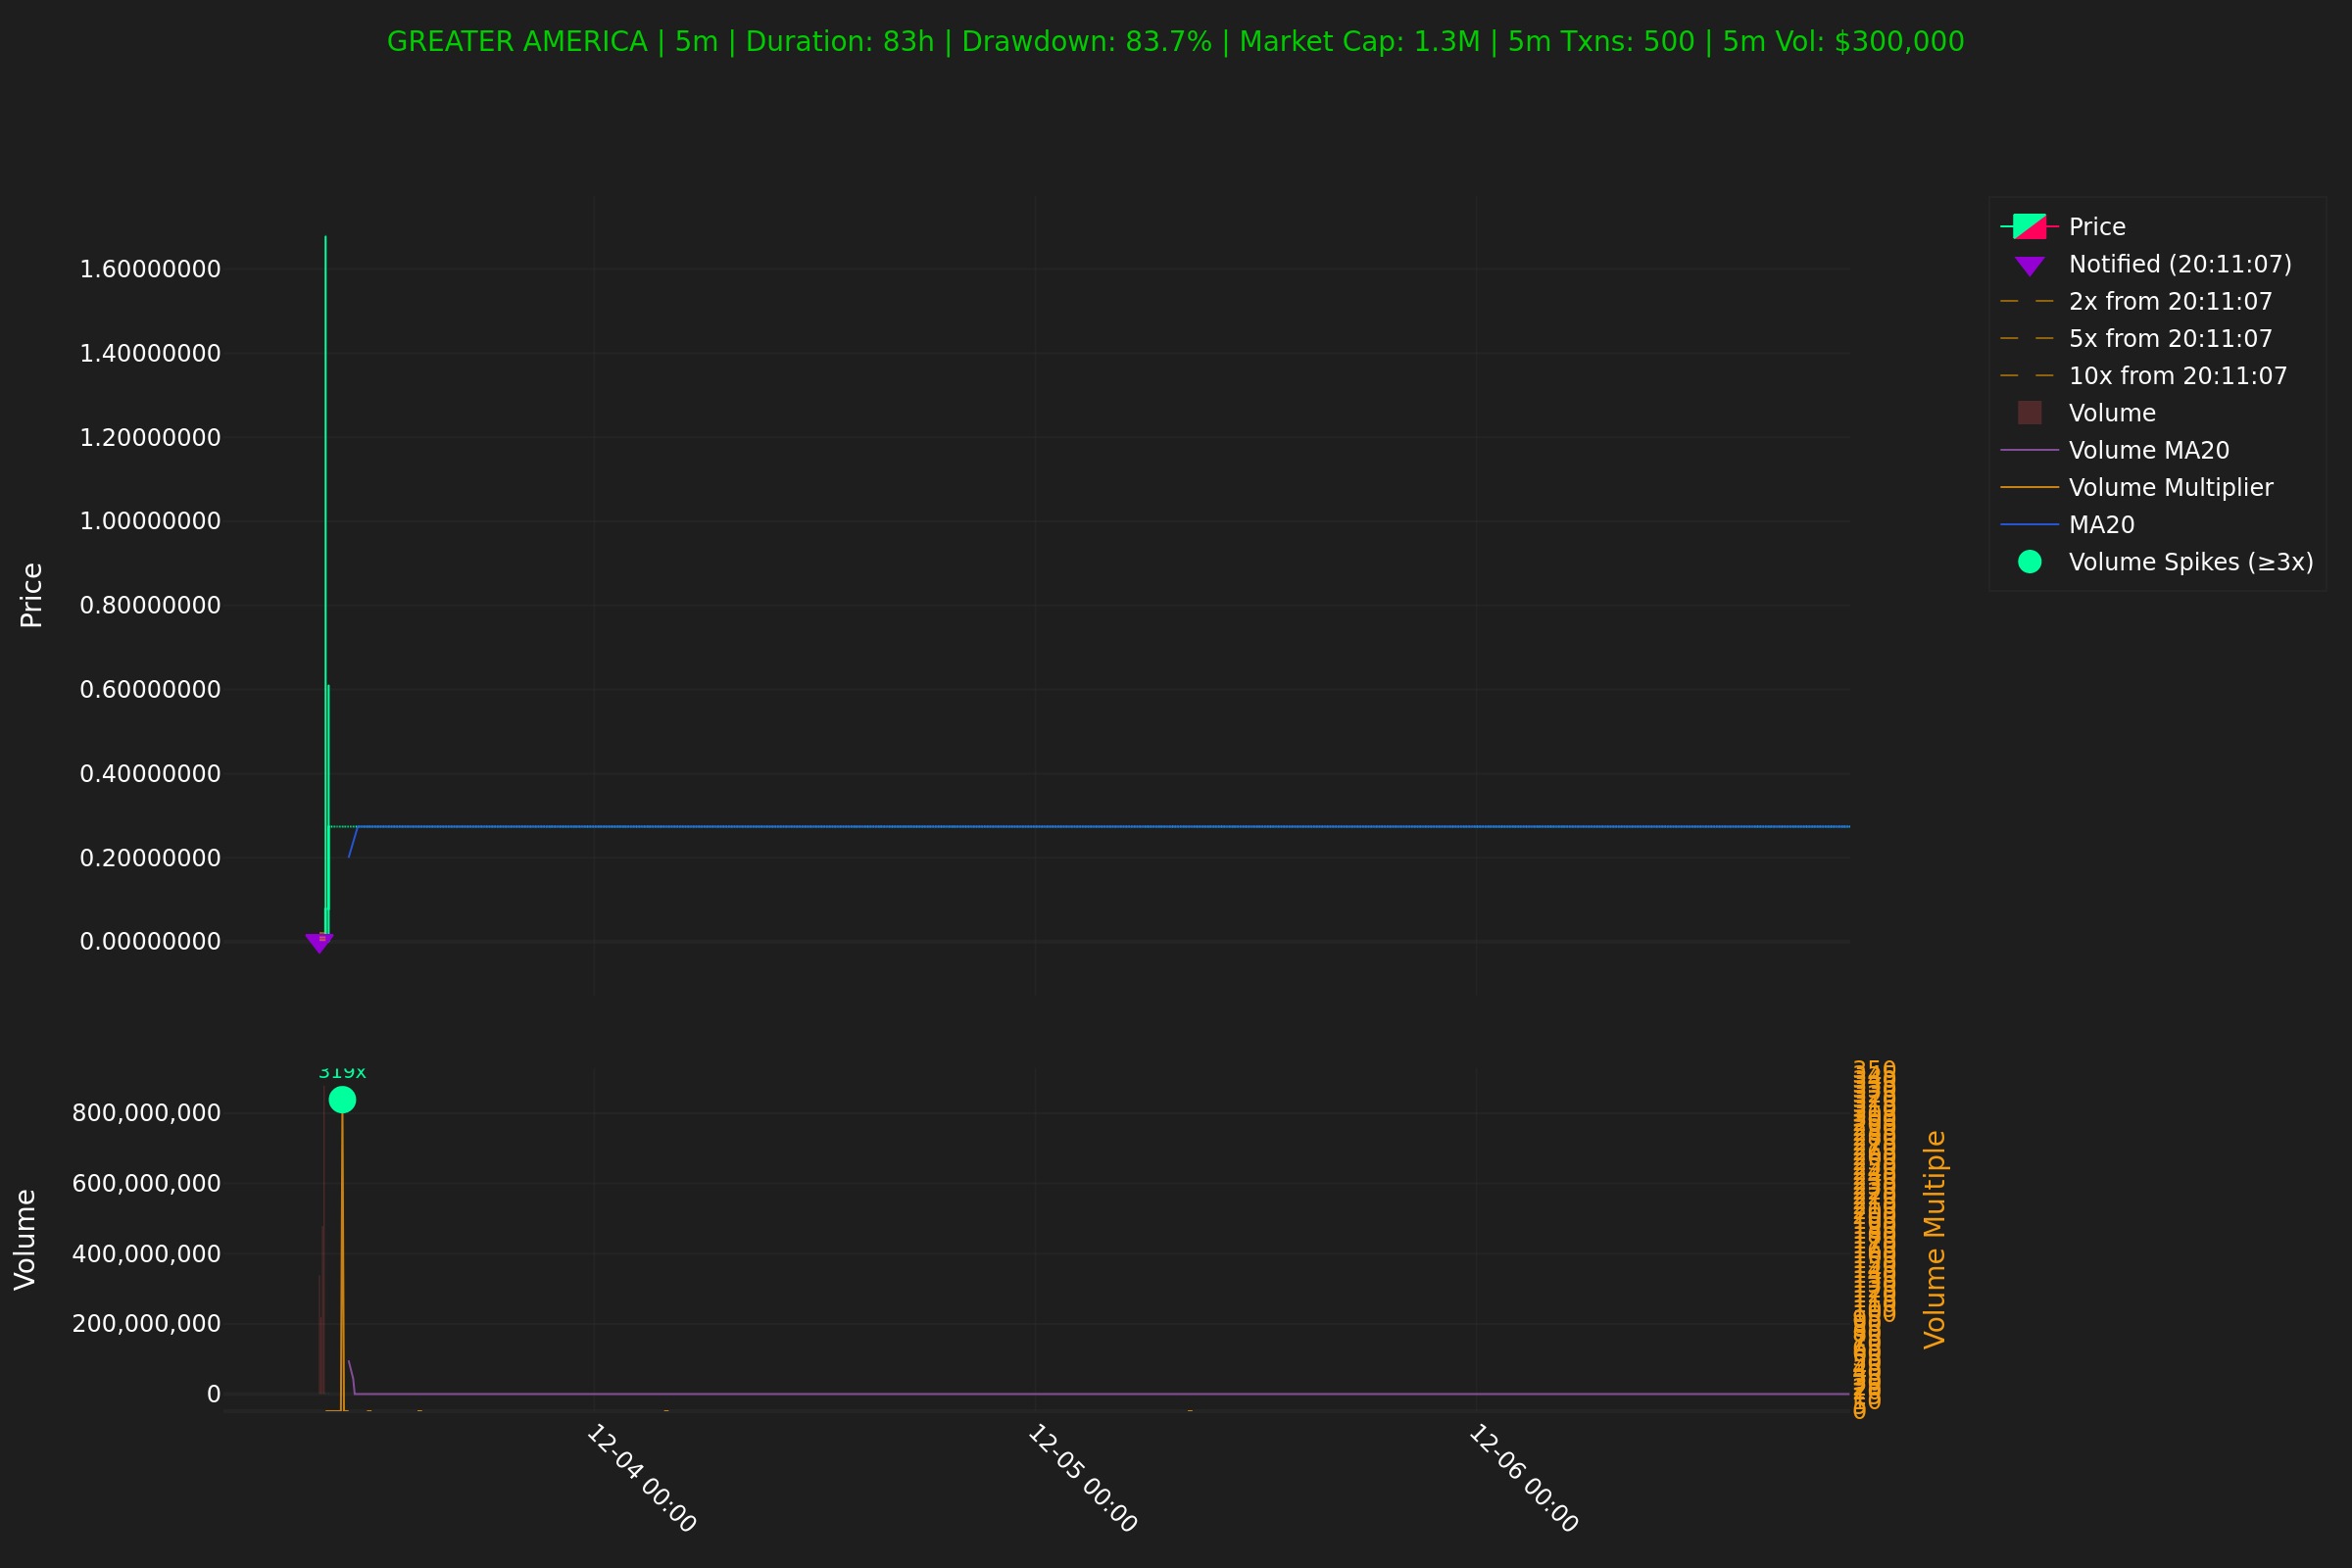 GREATER AMERICA | 5m | Duration: 83h | Drawdown: 83.7% | Market Cap: 1.3M | 5m Txns: 500 | 5m Vol: $300,000
Price
1.60000000
1.40000000
1.20000000
1.00000000
0.80000000
0.60000000
0.40000000
0.20000000
0.00000000
Price
Notified (20:11:07)
2x from 20:11:07
5x from 20:11:07
10x from 20:11:07
Volume
Volume MA20
Volume Multiplier
MA20
Volume Spikes (≥3x)
319x
Volume
800,000,000
600,000,000
400,000,000
200,000,000
0
350
0
Volume Multiple
12-04 00:00
12-05 00:00
12-06 00:00